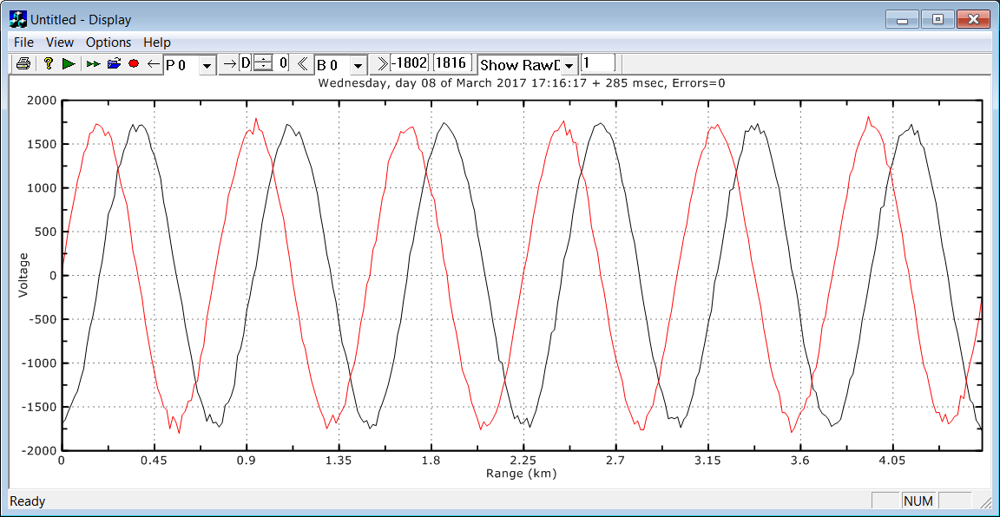 Untitled - Display
File View Options Help
? P 0 D 0 B 0 -1802 1816 Show RawD 1
Wednesday, day 08 of March 2017 17:16:17 + 285 msec, Errors=0
2000
1500
1000
500
0
-500
-1000
-1500
-2000
Voltage
0 0.45 0.9 1.35 1.8 2.25 2.7 3.15 3.6 4.05
Range (km)
Ready NUM